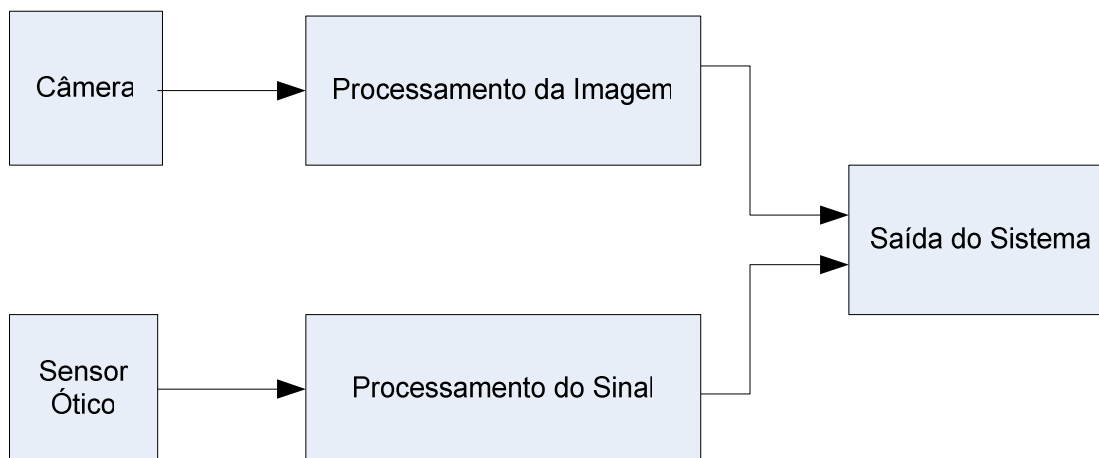 Câmera
Processamento da Imagem
Saída do Sistema
Sensor
Ótico
Processamento do Sinal